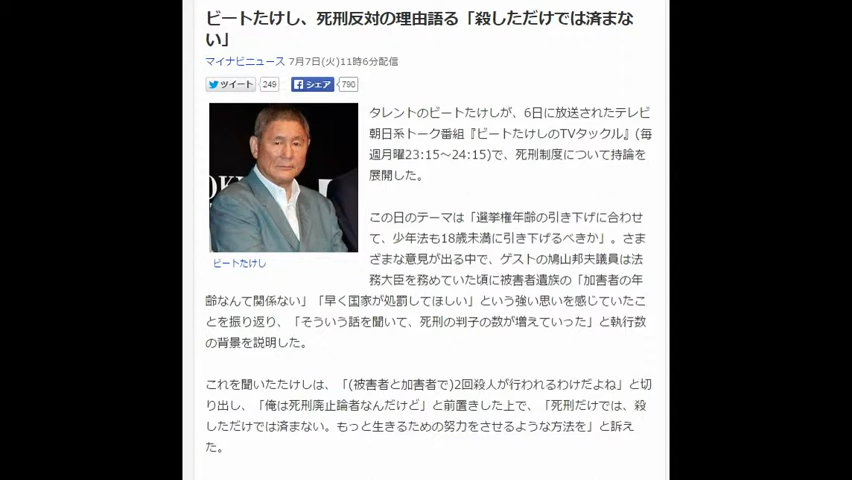 ビートたけし、死刑反対の理由語る「殺しただけでは済まな
い」
マイナビニュース 7月7日(火)11時6分配信
ツイート 249 シェア 790
タレントのビートたけしが、6日に放送されたテレビ
朝日系トーク番組『ビートたけしのTVタックル』(毎
週月曜23:15～24:15)で、死刑制度について持論を
展開した。
この日のテーマは「選挙権年齢の引き下げに合わせ
て、少年法も18歳未満に引き下げるべきか」。さま
ざまな意見が出る中で、ゲストの鳩山邦夫議員は法
ビートたけし
務大臣を務めていた頃に被害者遺族の「加害者の年
齢なんて関係ない」「早く国家が処罰してほしい」という強い思いを感じていたこ
とを振り返り、「そういう話を聞いて、死刑の判子の数が増えていった」と執行数
の背景を説明した。
これを聞いたたけしは、「(被害者と加害者で)2回殺人が行われるわけだよね」と切
り出し、「俺は死刑廃止論者なんだけど」と前置きした上で、「死刑だけでは、殺
しただけでは済まない。もっと生きるための努力をさせるような方法を」と訴え
た。